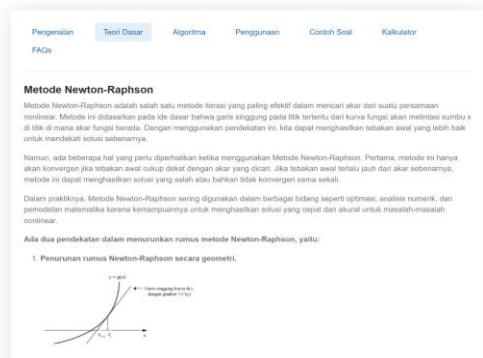 Pengenalan Teori Dasar Algoritma Penggunaan Contoh Soal Kalkulator
FAQs
Metode Newton-Raphson
Metode Newton-Raphson adalah salah satu metode iterasi yang paling efektif dalam mencari akar dari suatu persamaan
nonlinear. Metode ini didasarkan pada ide dasar bahwa garis singgung pada titik tertentu dari kurva fungsi akan melintasi sumbu x
di titik di mana akar fungsi berada. Dengan menggunakan pendekatan ini, kita dapat menghasilkan tebakan awal yang lebih baik
untuk mendekati solusi sebenarnya.
Namun, ada beberapa hal yang perlu diperhatikan ketika menggunakan Metode Newton-Raphson. Pertama, metode ini hanya
akan konvergen jika tebakan awal cukup dekat dengan akar yang dicari. Jika tebakan awal terlalu jauh dari akar sebenarnya,
metode ini dapat menghasilkan solusi yang salah atau bahkan tidak konvergen sama sekali.
Dalam praktiknya, Metode Newton-Raphson sering digunakan dalam berbagai bidang seperti optimasi, analisis numerik, dan
pemodelan matematika karena kemampuannya untuk menghasilkan solusi yang cepat dan akurat untuk masalah-masalah
nonlinear.
Ada dua pendekatan dalam menurunkan rumus metode Newton-Raphson, yaitu:
1. Penurunan rumus Newton-Raphson secara geometri.
y = g(x)
Garis singgung kurva di
dengan gradien
x